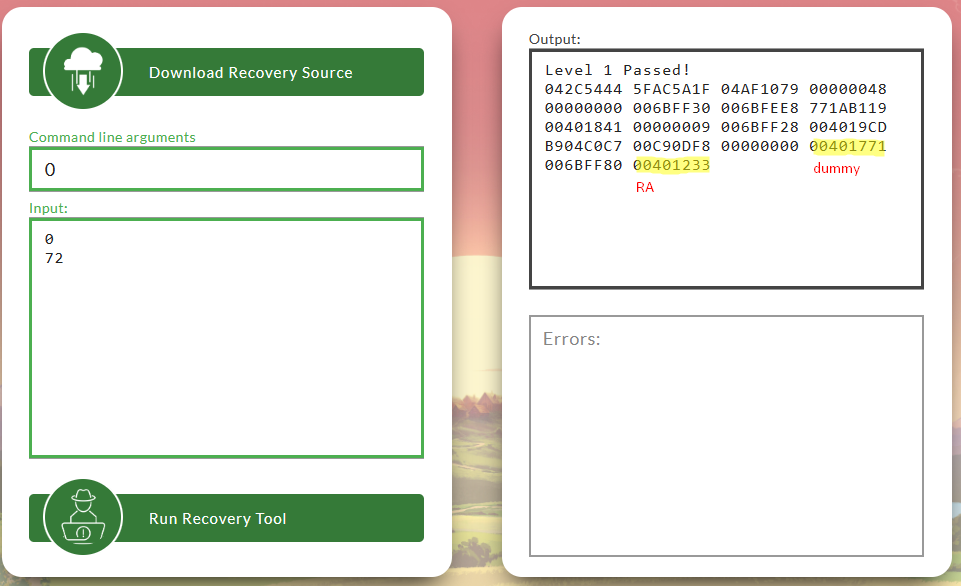 Download Recovery Source
Command line arguments
0
Input:
0
72
Run Recovery Tool
Output:
Level 1 Passed!
042C5444 5FAC5A1F 04AF1079 00000048
00000000 006BFF30 006BFEE8 771AB119
00401841 00000009 006BFF28 004019CD
B904C0C7 00C90DF8 00000000 00401771
006BFF80 00401233
dummy
RA
Errors: